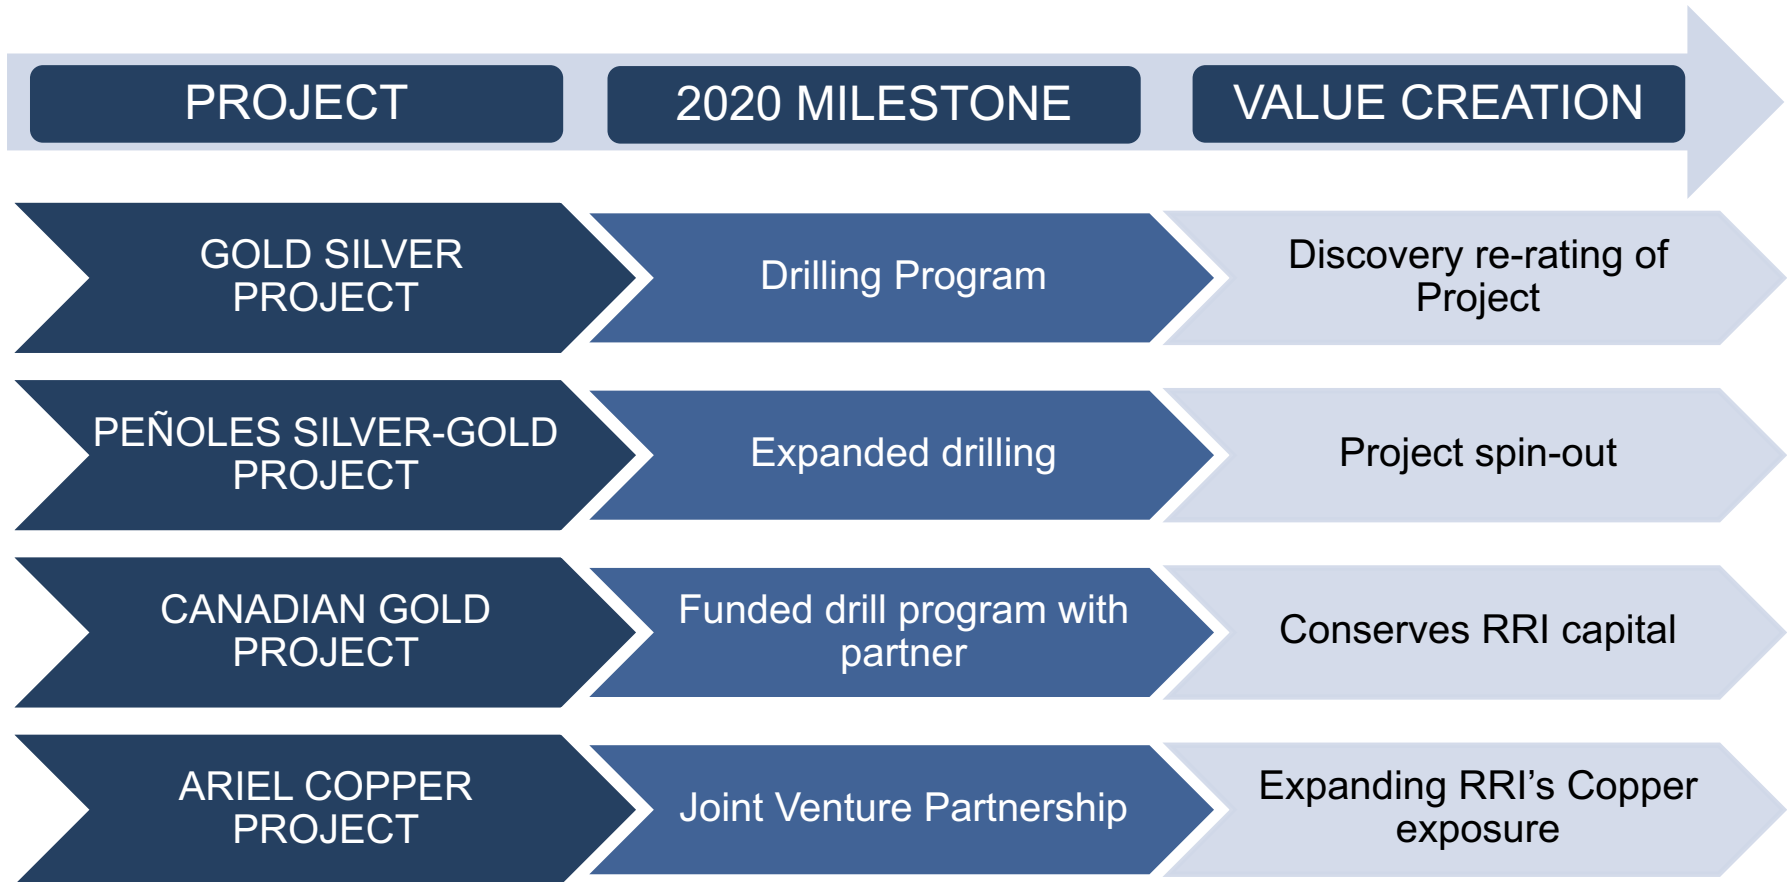 PROJECT
2020 MILESTONE
VALUE CREATION
GOLD SILVER
PROJECT
Drilling Program
Discovery re-rating of
Project
PEÑOLES SILVER-GOLD
PROJECT
Expanded drilling
Project spin-out
CANADIAN GOLD
PROJECT
Funded drill program with
partner
Conserves RRI capital
ARIEL COPPER
PROJECT
Joint Venture Partnership
Expanding RRI’s Copper
exposure